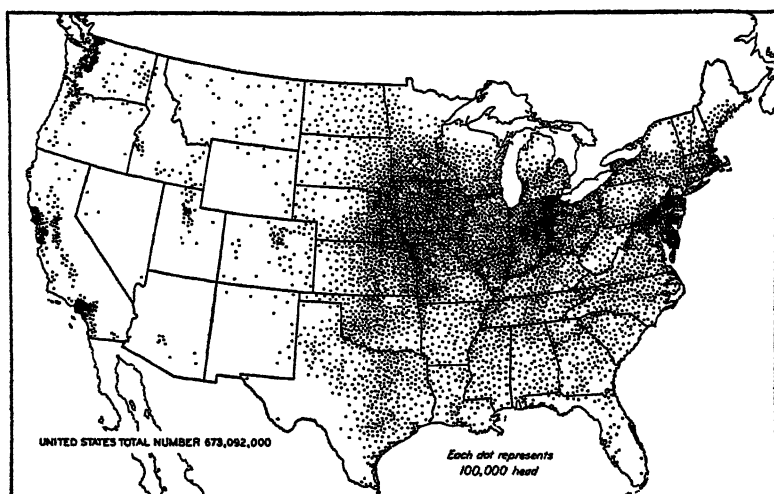 UNITED STATES TOTAL NUMBER 673,092,000
Each dot represents
100,000 head